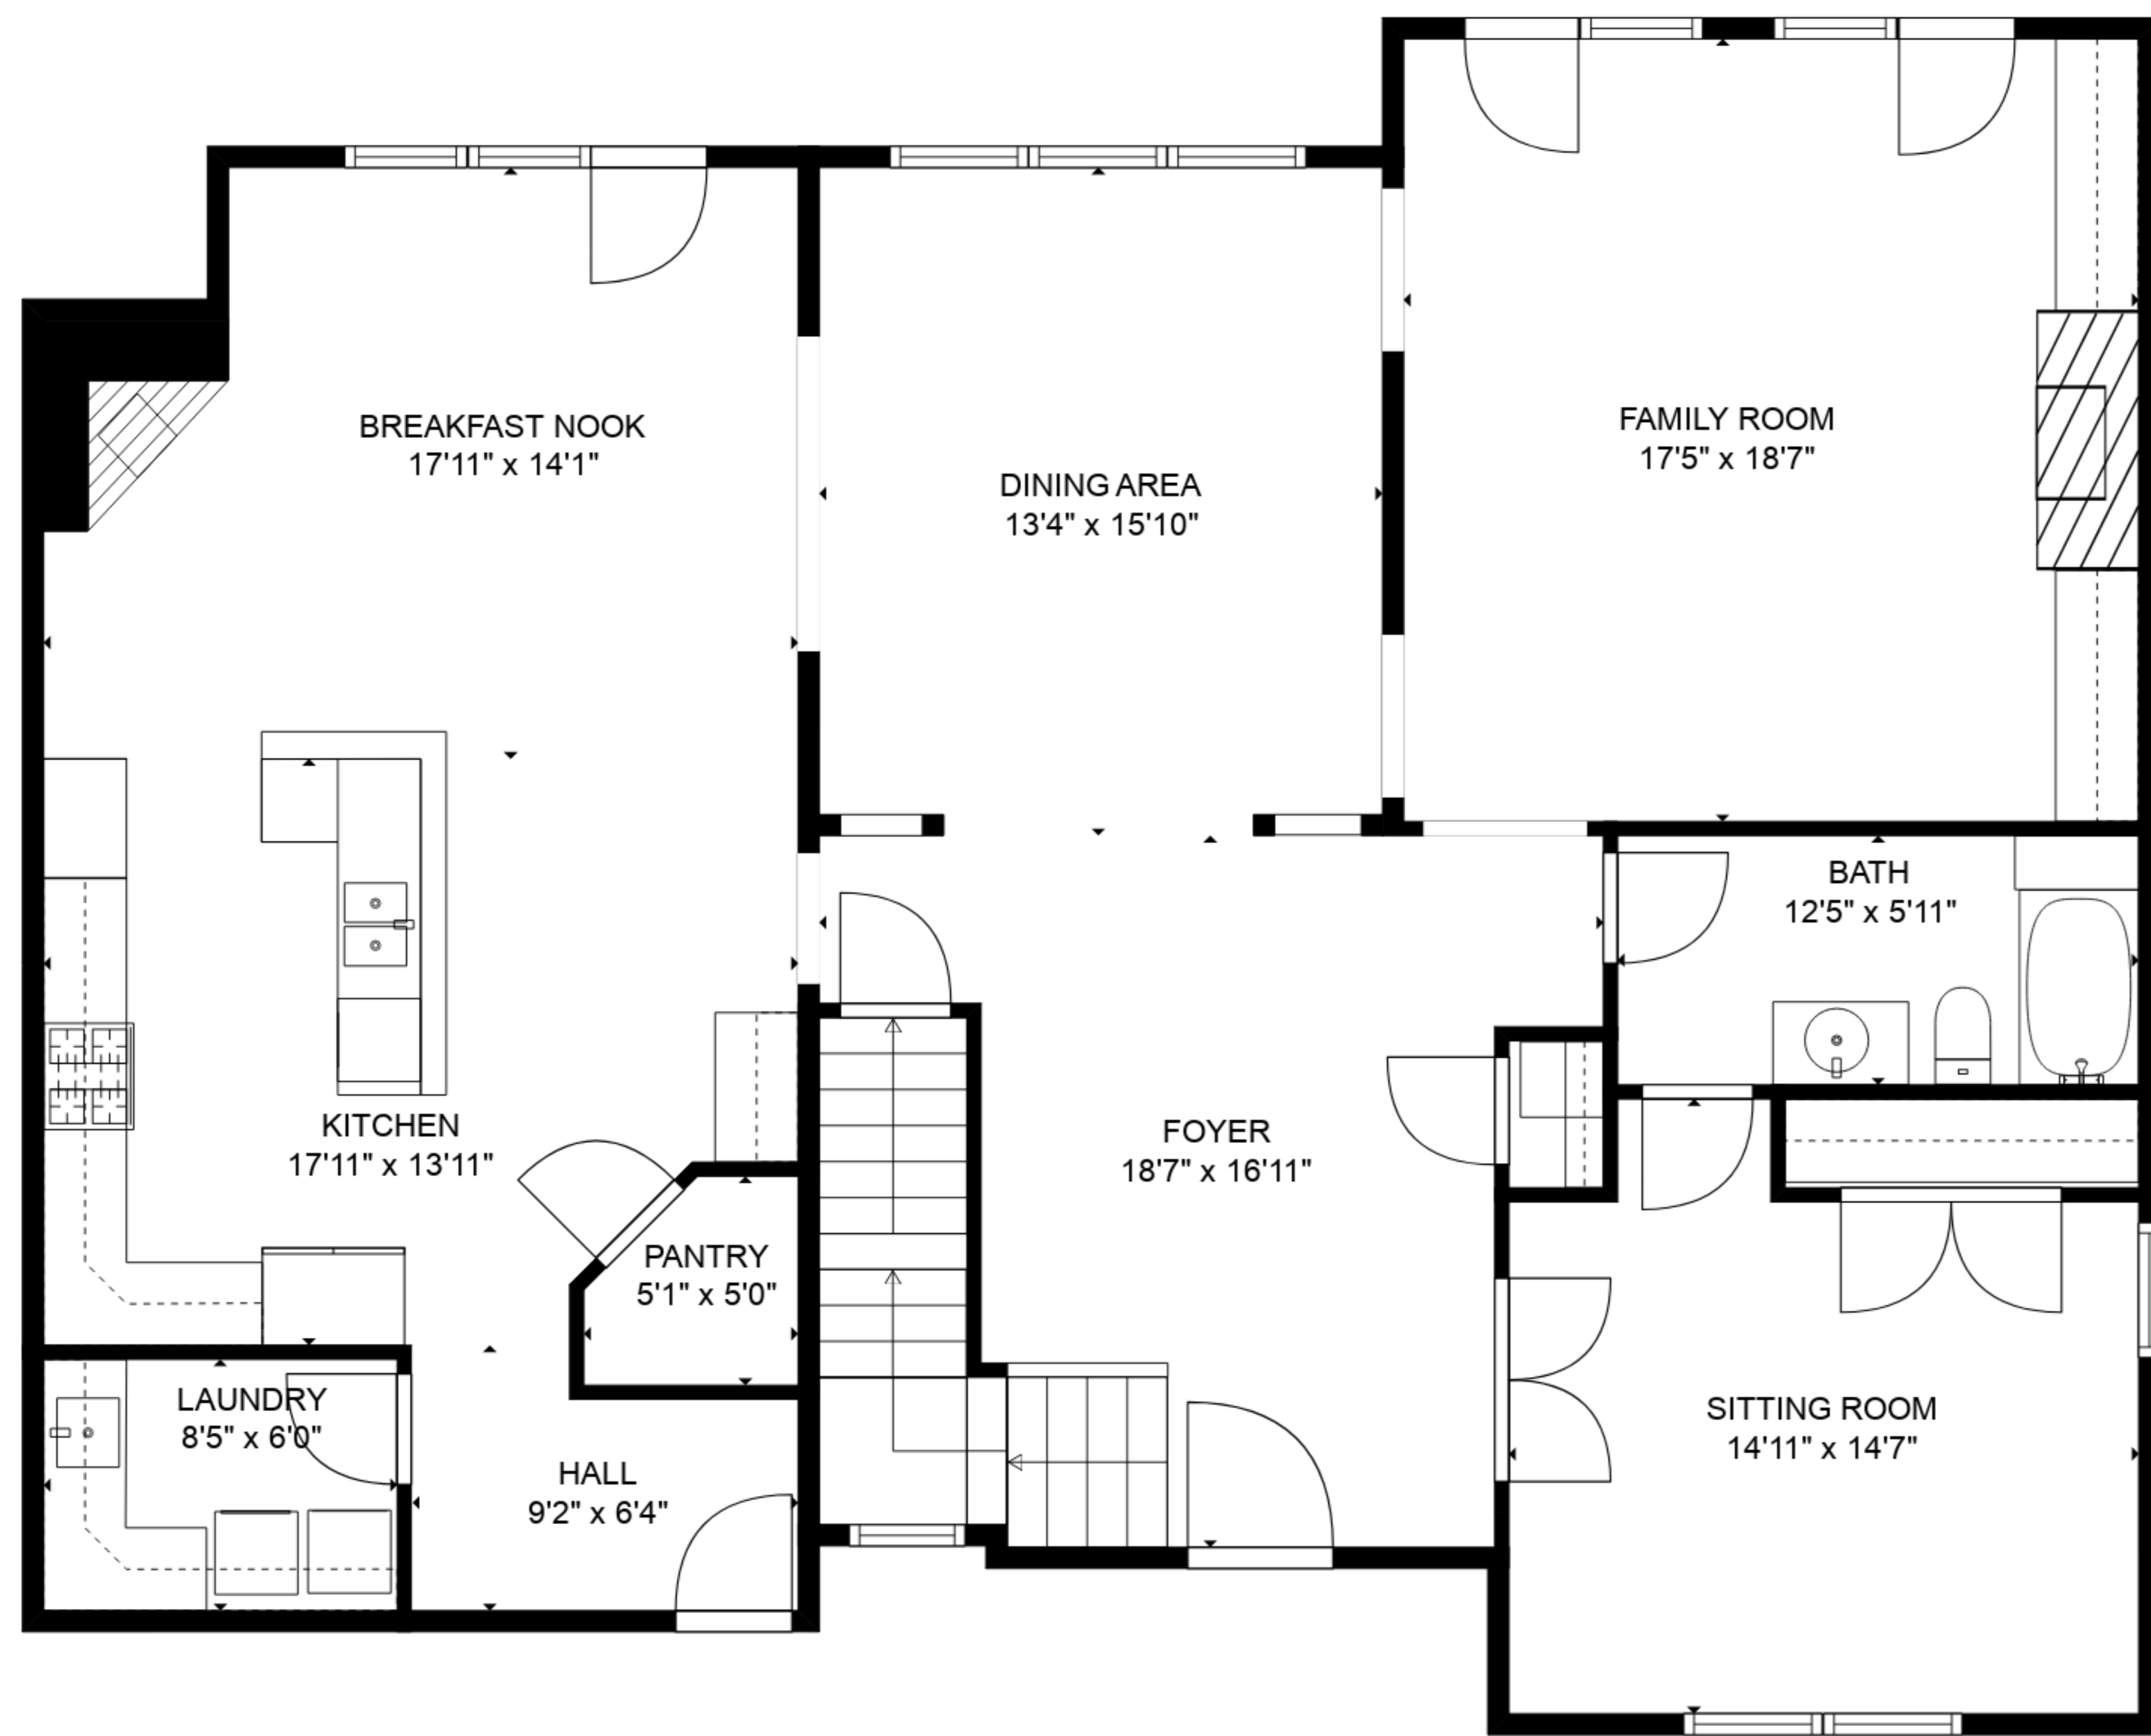 BREAKFAST NOOK
17'11" x 14'1"
DINING AREA
13'4" x 15'10"
FAMILY ROOM
17'5" x 18'7"
BATH
12'5" x 5'11"
KITCHEN
17'11" x 13'11"
FOYER
18'7" x 16'11"
PANTRY
5'1" x 5'0"
LAUNDRY
8'5" x 6'0"
HALL
9'2" x 6'4"
SITTING ROOM
14'11" x 14'7"